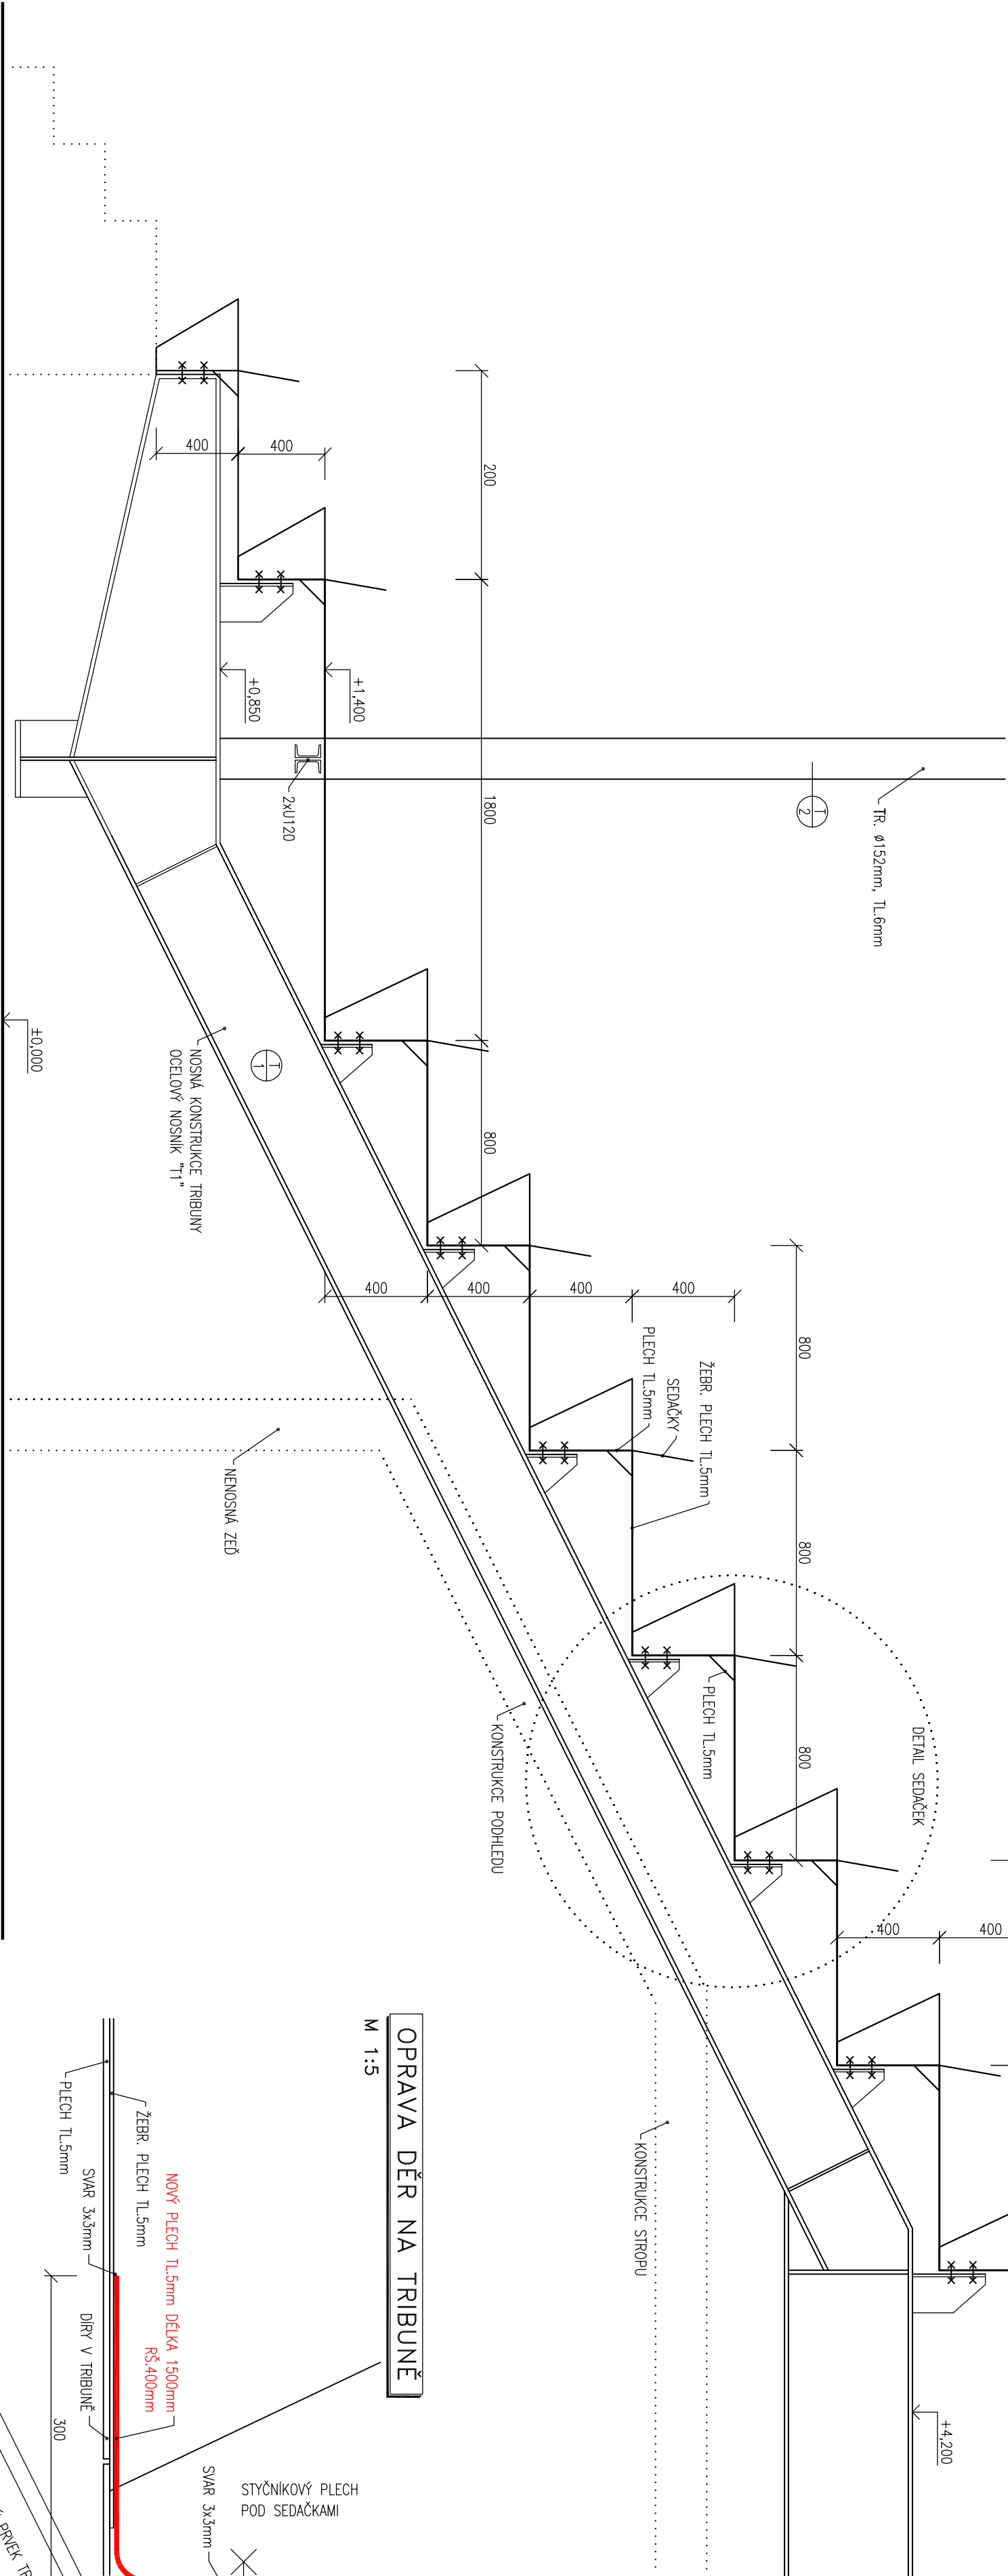 400
400
200
+0,850
+1,400
2xU120
1800
T
2
TR. ø152mm, TL.6mm
±0,000
NOSNÁ KONSTRUKCE TRIBUNY
OCELOVÝ NOSNÍK "T1"
T
1
800
400
400
400
400
800
PLECH TL.5mm
SEDAČKY
ŽEBR. PLECH TL.5mm
NENOSNÁ ZEĎ
800
PLECH TL.5mm
800
DETAIL SEDAČEK
KONSTRUKCE PODHLEDU
400
400
KONSTRUKCE STROPU
+4,200
OPRAVA DĚR NA TRIBUNĚ
M 1:5
NOVÝ PLECH TL.5mm DÉLKA 1500mm
RŠ.400mm
ŽEBR. PLECH TL.5mm
SVAR 3x3mm
PLECH TL.5mm
DÍRY V TRIBUNĚ
300
SVAR 3x3mm
STYČNÍKOVÝ PLECH
POD SEDAČKAMI
PRVEK